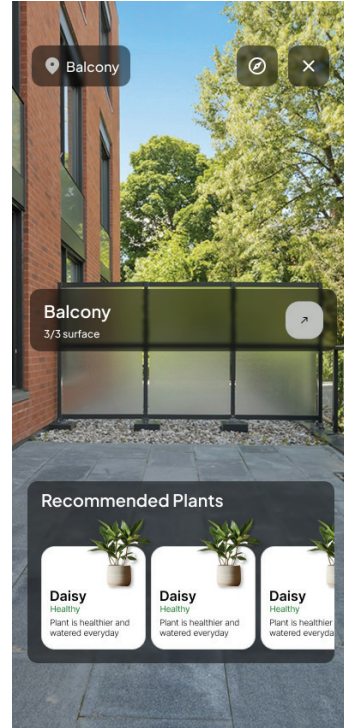 Balcony
Balcony
3/3 surface
Recommended Plants
Daisy
Healthy
Plant is healthier and
watered everyday
Daisy
Healthy
Plant is healthier and
watered everyday
Daisy
Healthy
Plant is healthier
watered everyda